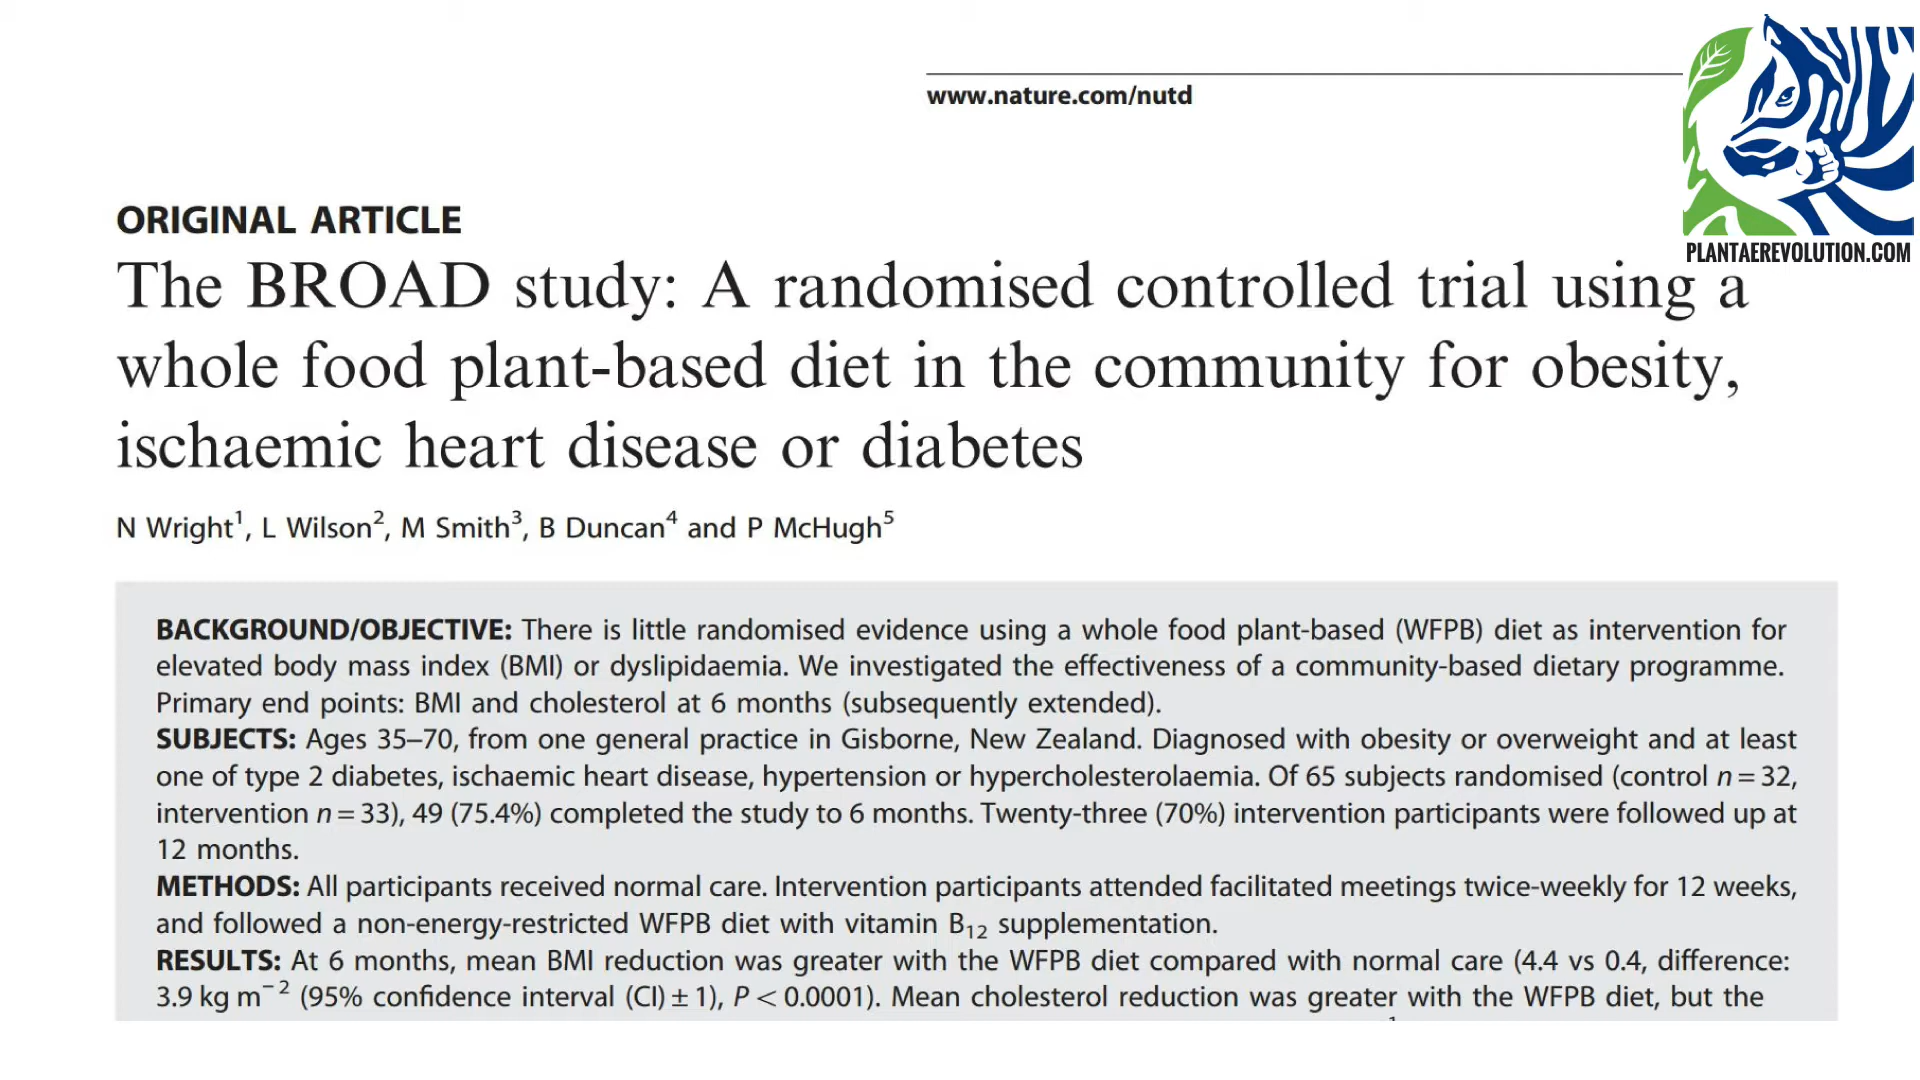 www.nature.com/nutd
PLANTAEREVOLUTION.COM
ORIGINAL ARTICLE
The BROAD study: A randomised controlled trial using a
whole food plant-based diet in the community for obesity,
ischaemic heart disease or diabetes
N Wright1, L Wilson2, M Smith3, B Duncan4 and P McHugh5
BACKGROUND/OBJECTIVE: There is little randomised evidence using a whole food plant-based (WFPB) diet as intervention for
elevated body mass index (BMI) or dyslipidaemia. We investigated the effectiveness of a community-based dietary programme.
Primary end points: BMI and cholesterol at 6 months (subsequently extended).
SUBJECTS: Ages 35–70, from one general practice in Gisborne, New Zealand. Diagnosed with obesity or overweight and at least
one of type 2 diabetes, ischaemic heart disease, hypertension or hypercholesterolaemia. Of 65 subjects randomised (control n = 32,
intervention n = 33), 49 (75.4%) completed the study to 6 months. Twenty-three (70%) intervention participants were followed up at
12 months.
METHODS: All participants received normal care. Intervention participants attended facilitated meetings twice-weekly for 12 weeks,
and followed a non-energy-restricted WFPB diet with vitamin B12 supplementation.
RESULTS: At 6 months, mean BMI reduction was greater with the WFPB diet compared with normal care (4.4 vs 0.4, difference:
3.9 kg m−2 (95% confidence interval (CI) ± 1), P < 0.0001). Mean cholesterol reduction was greater with the WFPB diet, but the